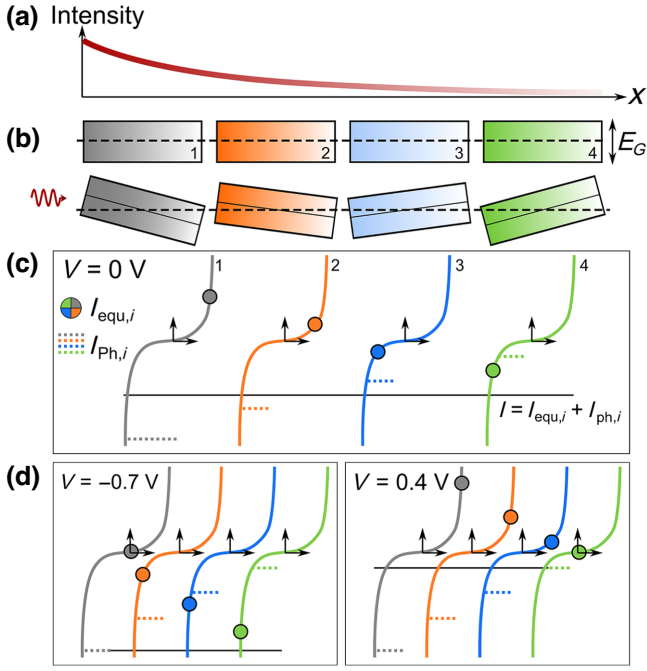 (a) Intensity
x
(b)
1 2 3 4 E_G
(c) V = 0 V
1 2 3 4
I_equ,i
I_Ph,i
I = I_equ,i + I_ph,i
(d) V = −0.7 V V = 0.4 V